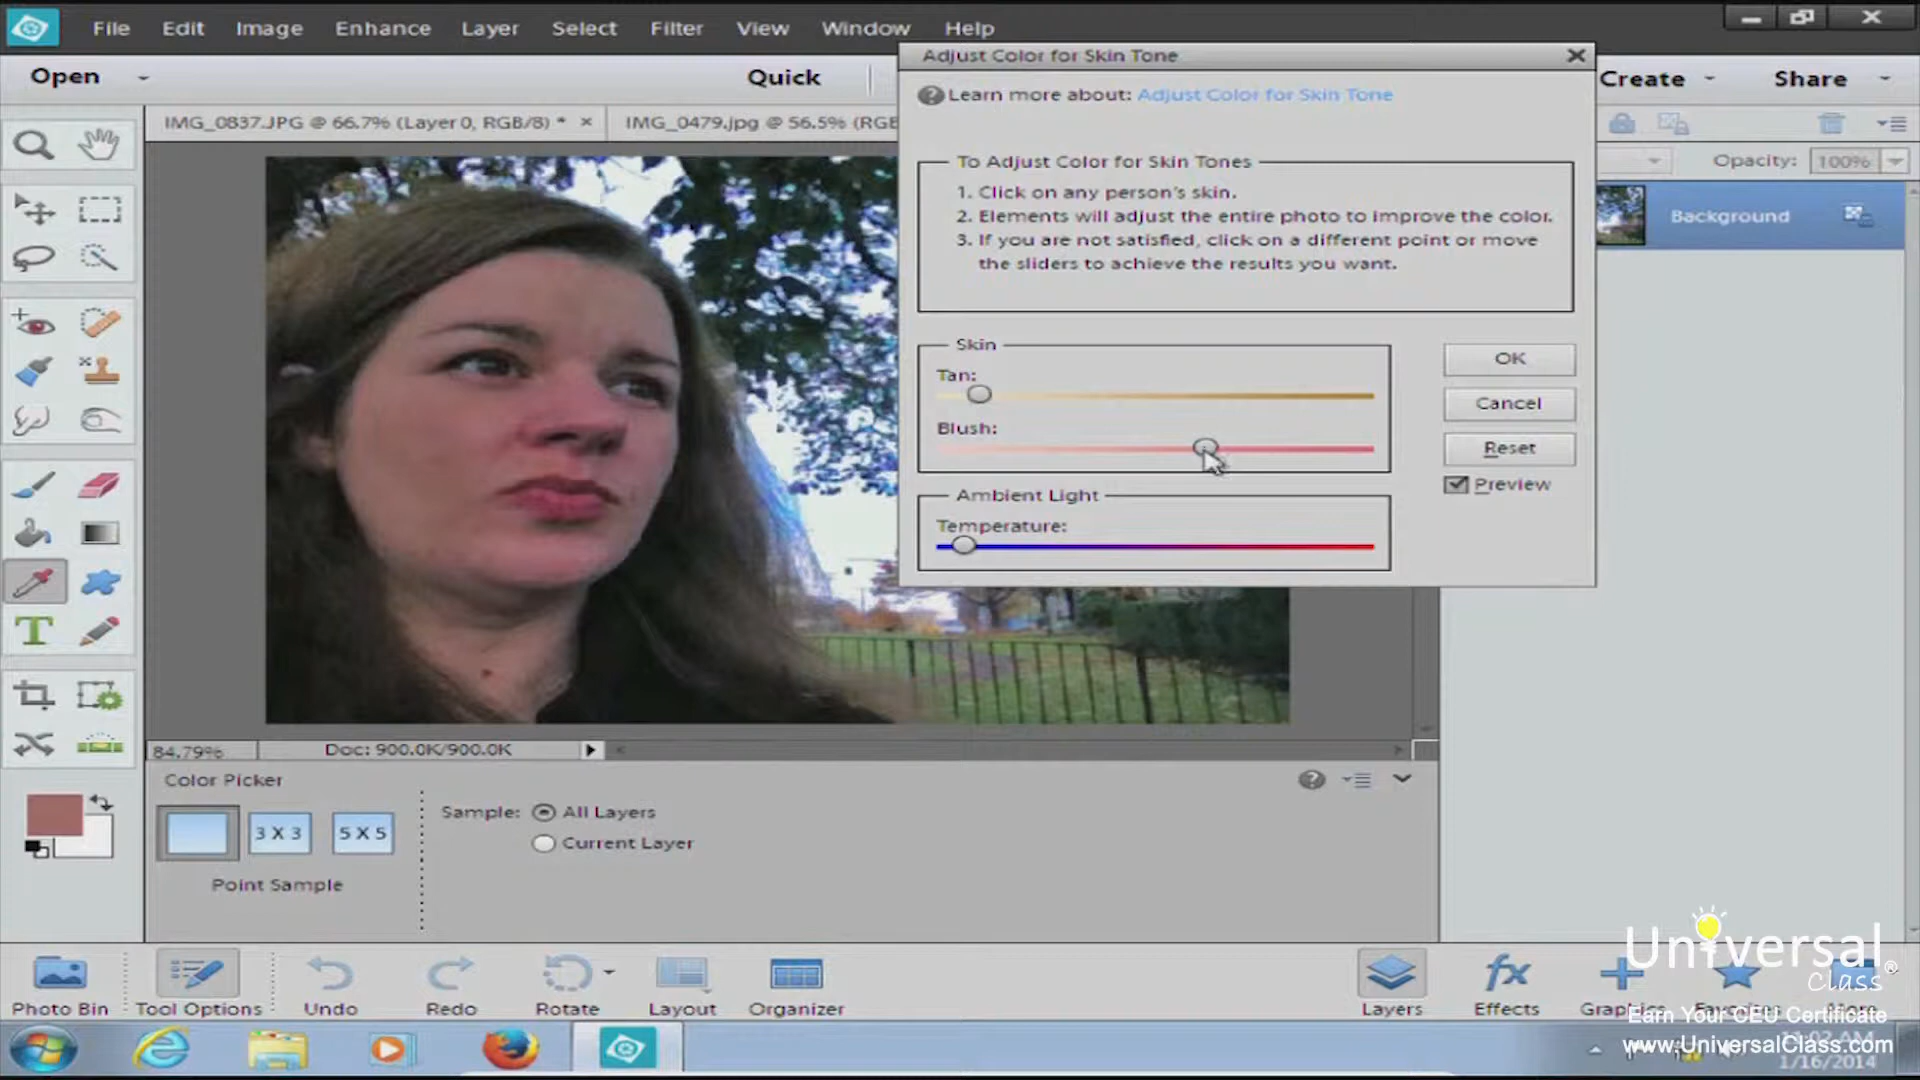 File Edit Image Enhance Layer Select Filter View Window Help
Adjust Color for Skin Tone
Open
Quick
Create
Share
Learn more about: Adjust Color for Skin Tone
IMG_0837.JPG @ 66.7% (Layer 0, RGB/8) *
IMG_0479.jpg @ 56.5% (RGB
Opacity: 100%
To Adjust Color for Skin Tones
1. Click on any person's skin.
2. Elements will adjust the entire photo to improve the color.
3. If you are not satisfied, click on a different point or move
the sliders to achieve the results you want.
Background
Skin
Tan:
Blush:
OK
Cancel
Reset
Preview
Ambient Light
Temperature:
84.79%
Doc: 900.0K/900.0K
Color Picker
Sample:
All Layers
Current Layer
3 X 3
5 X 5
Point Sample
Photo Bin
Tool Options
Undo
Redo
Rotate
Layout
Organizer
Layers
Effects
Graphics
Favorites
More
Universal
Class
®
Earn Your CEU Certificate
www.UniversalClass.com
11:02 AM
1/16/2014